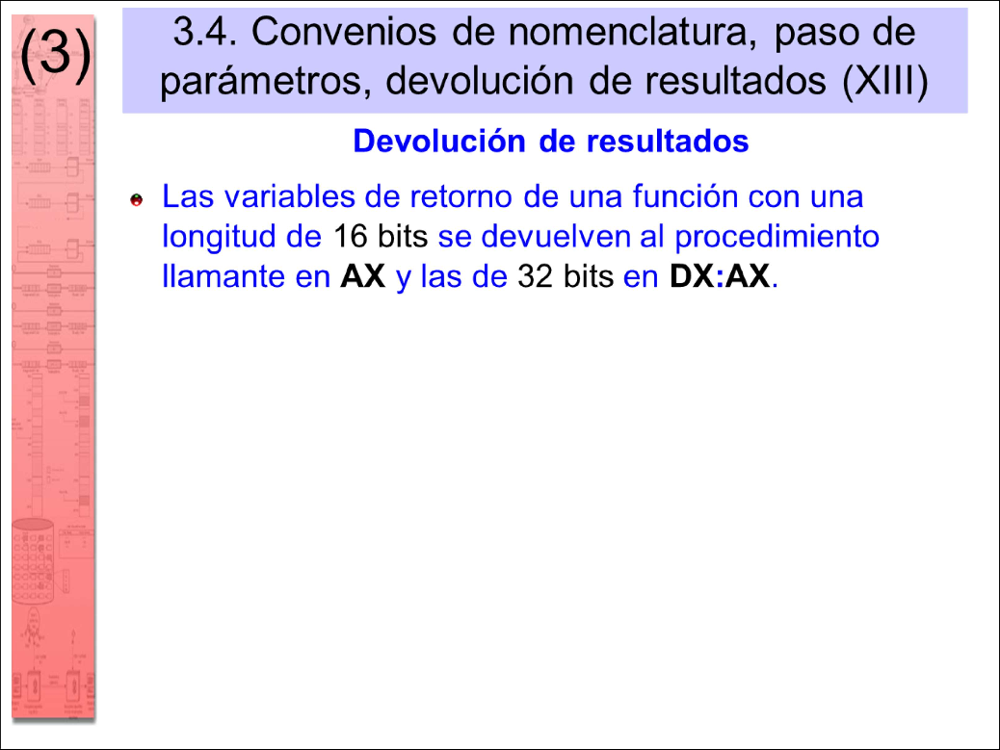 (3)
3.4. Convenios de nomenclatura, paso de
parámetros, devolución de resultados (XIII)
Devolución de resultados
Las variables de retorno de una función con una
longitud de 16 bits se devuelven al procedimiento
llamante en AX y las de 32 bits en DX:AX.